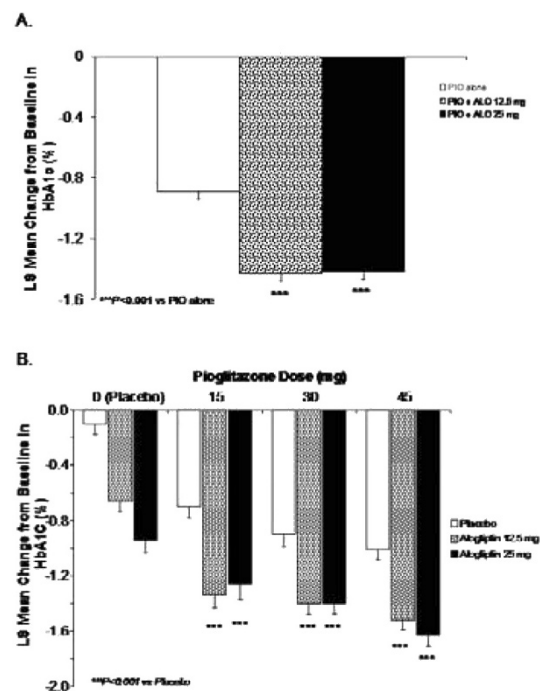 A.
0
-0.4
-0.8
-1.2
-1.6
LS Mean Change from Baseline in
HbA1c (%)
PIO alone
PIO + ALO 12.5 mg
PIO + ALO 25 mg
***
***
***P<0.001 vs PIO alone
B.
Pioglitazone Dose (mg)
0 (Placebo)
15
30
45
0.0
-0.4
-0.8
-1.2
-1.6
-2.0
LS Mean Change from Baseline in
HbA1C (%)
Placebo
Alogliptin 12.5 mg
Alogliptin 25 mg
***
***
***
***
***
***
***P<0.001 vs Placebo